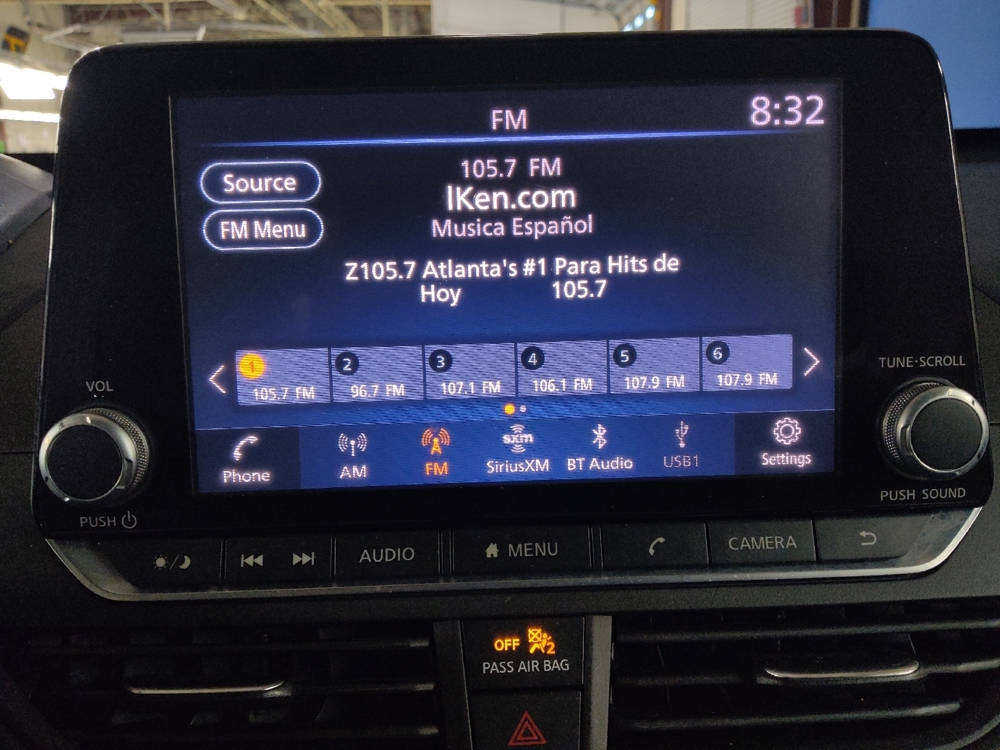 FM
8:32
Source
FM Menu
105.7 FM
IKen.com
Musica Español
Z105.7 Atlanta's #1 Para Hits de
Hoy 105.7
1 2 3 4 5 6
105.7 FM 96.7 FM 107.1 FM 106.1 FM 107.9 FM 107.9 FM
Phone AM FM SiriusXM BT Audio USB1 Settings
sxm
VOL
PUSH
TUNE·SCROLL
PUSH SOUND
AUDIO MENU CAMERA
OFF 2
PASS AIR BAG